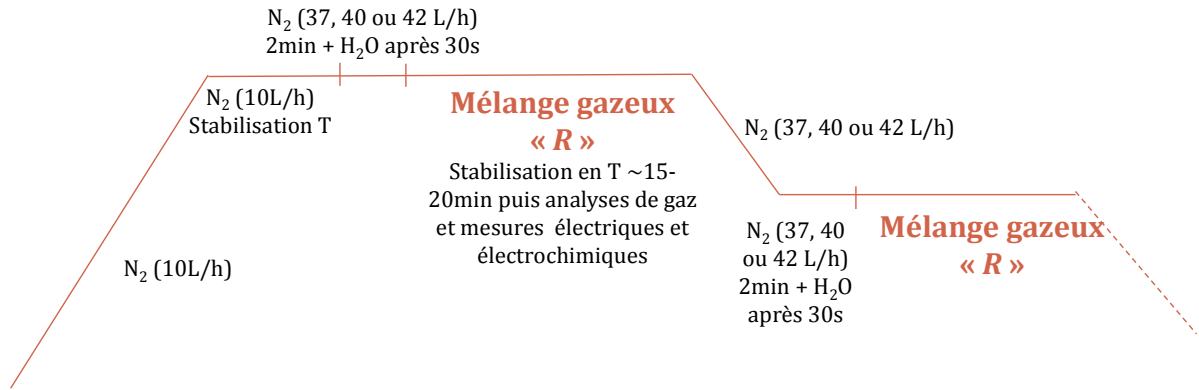 N₂ (37, 40 ou 42 L/h)
2min + H₂O après 30s
N₂ (10L/h)
Stabilisation T
Mélange gazeux
« R »
Stabilisation en T ~15-
20min puis analyses de gaz
et mesures électriques et
électrochimiques
N₂ (10L/h)
N₂ (37, 40 ou 42 L/h)
N₂ (37, 40
ou 42 L/h)
2min + H₂O
après 30s
Mélange gazeux
« R »